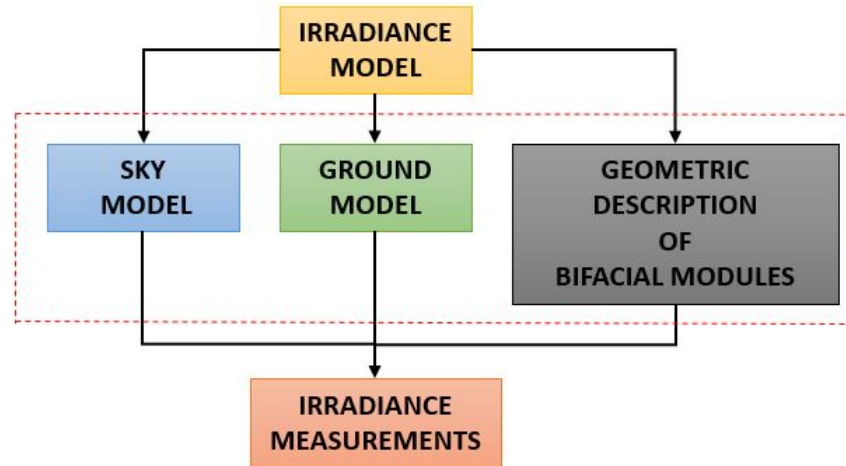 IRRADIANCE
MODEL
SKY
MODEL
GROUND
MODEL
GEOMETRIC
DESCRIPTION
OF
BIFACIAL MODULES
IRRADIANCE
MEASUREMENTS